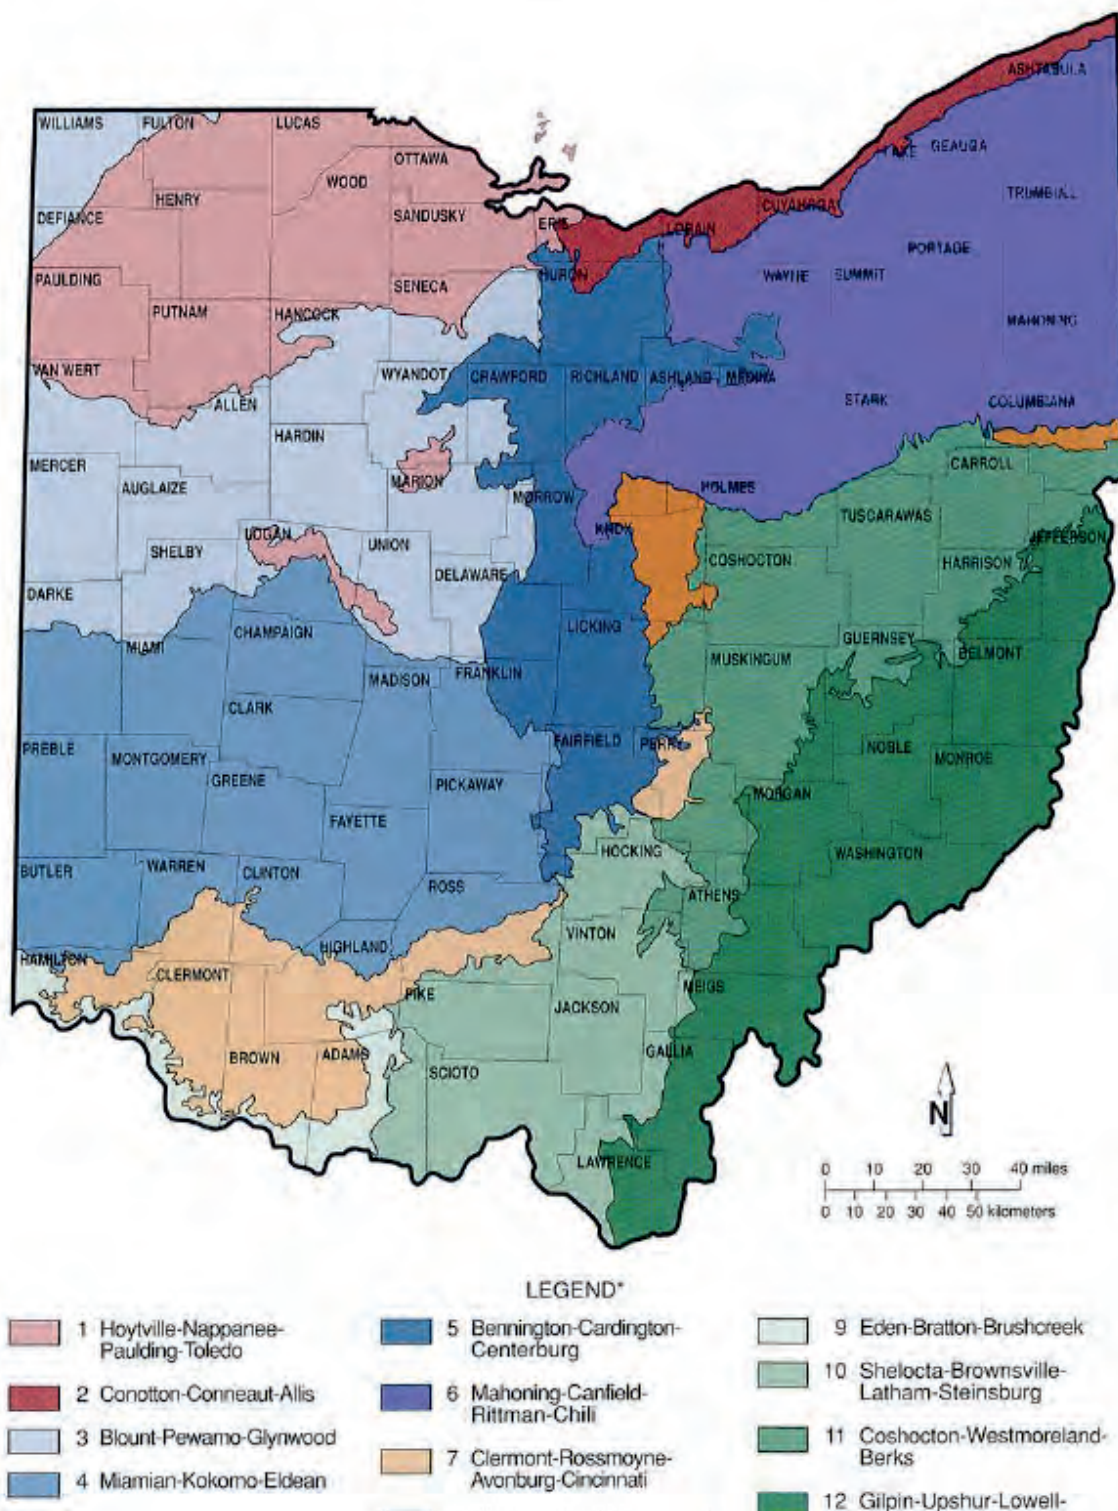 ASHTABULA
LAKE
GEAUGA
WILLIAMS
FULTON
LUCAS
OTTAWA
WOOD
TRUMBULL
HENRY
CUYAHOGA
DEFIANCE
SANDUSKY
ERIE
LORAIN
PORTAGE
PAULDING
SENECA
HURON
WAYNE
SUMMIT
PUTNAM
HANCOCK
MAHONING
VAN WERT
WYANDOT
CRAWFORD
RICHLAND
ASHLAND
MEDINA
ALLEN
STARK
COLUMBIANA
HARDIN
MERCER
CARROLL
AUGLAIZE
MARION
MORROW
HOLMES
KNOX
TUSCARAWAS
LOGAN
UNION
JEFFERSON
SHELBY
COSHOCTON
HARRISON
DELAWARE
DARKE
CHAMPAIGN
LICKING
GUERNSEY
MIAMI
BELMONT
MUSKINGUM
MADISON
FRANKLIN
CLARK
PREBLE
FAIRFIELD
PERRY
NOBLE
MONROE
MONTGOMERY
GREENE
PICKAWAY
MORGAN
FAYETTE
HOCKING
WASHINGTON
BUTLER
WARREN
CLINTON
ROSS
ATHENS
VINTON
HIGHLAND
HAMILTON
CLERMONT
PIKE
MEIGS
JACKSON
BROWN
ADAMS
GALLIA
SCIOTO
N
LAWRENCE
0 10 20 30 40 miles
0 10 20 30 40 50 kilometers
LEGEND*
1 Hoytville-Nappanee-
Paulding-Toledo
2 Conotton-Conneaut-Allis
3 Blount-Pewamo-Glynwood
4 Miamian-Kokomo-Eldean
5 Bennington-Cardington-
Centerburg
6 Mahoning-Canfield-
Rittman-Chili
7 Clermont-Rossmoyne-
Avonburg-Cincinnati
9 Eden-Bratton-Brushcreek
10 Shelocta-Brownsville-
Latham-Steinsburg
11 Coshocton-Westmoreland-
Berks
12 Gilpin-Upshur-Lowell-